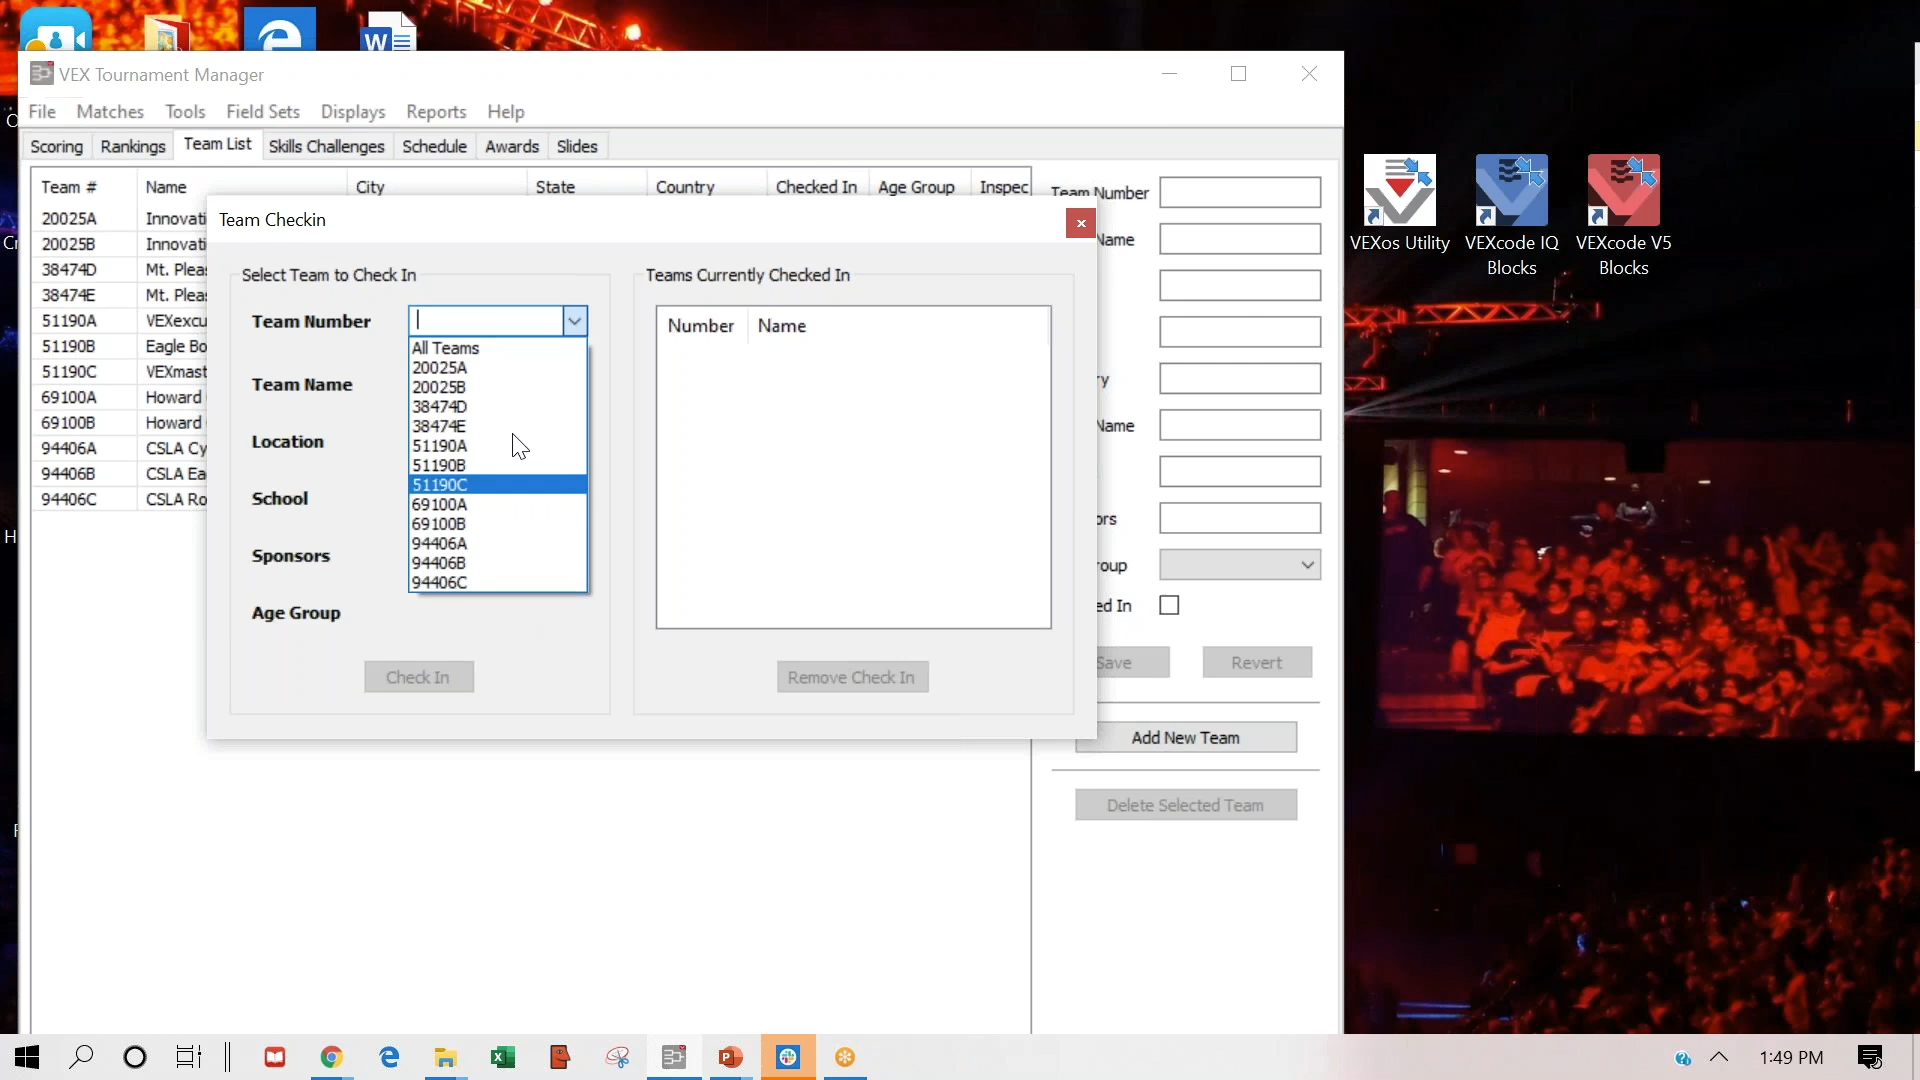 VEX Tournament Manager
File Matches Tools Field Sets Displays Reports Help
Scoring Rankings Team List Skills Challenges Schedule Awards Slides
Team # Name City State Country Checked In Age Group Inspec
20025A Innovati
20025B Innovati
38474D Mt. Pleas
38474E Mt. Pleas
51190A VEXexcu
51190B Eagle Bo
51190C VEXmast
69100A Howard
69100B Howard
94406A CSLA Cy
94406B CSLA Ea
94406C CSLA Ro
Team Checkin
Select Team to Check In
Team Number
All Teams
20025A
20025B
38474D
38474E
51190A
51190B
51190C
69100A
69100B
94406A
94406B
94406C
Team Name
Location
School
Sponsors
Age Group
Check In
Teams Currently Checked In
Number Name
Remove Check In
Team Number
Name
ry
Name
ors
oup
ed In
Save Revert
Add New Team
Delete Selected Team
VEXos Utility
VEXcode IQ
Blocks
VEXcode V5
Blocks
1:49 PM